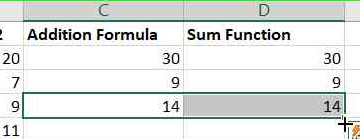 C D
2 Addition Formula Sum Function
20 30 30
7 9 9
9 14 14
11